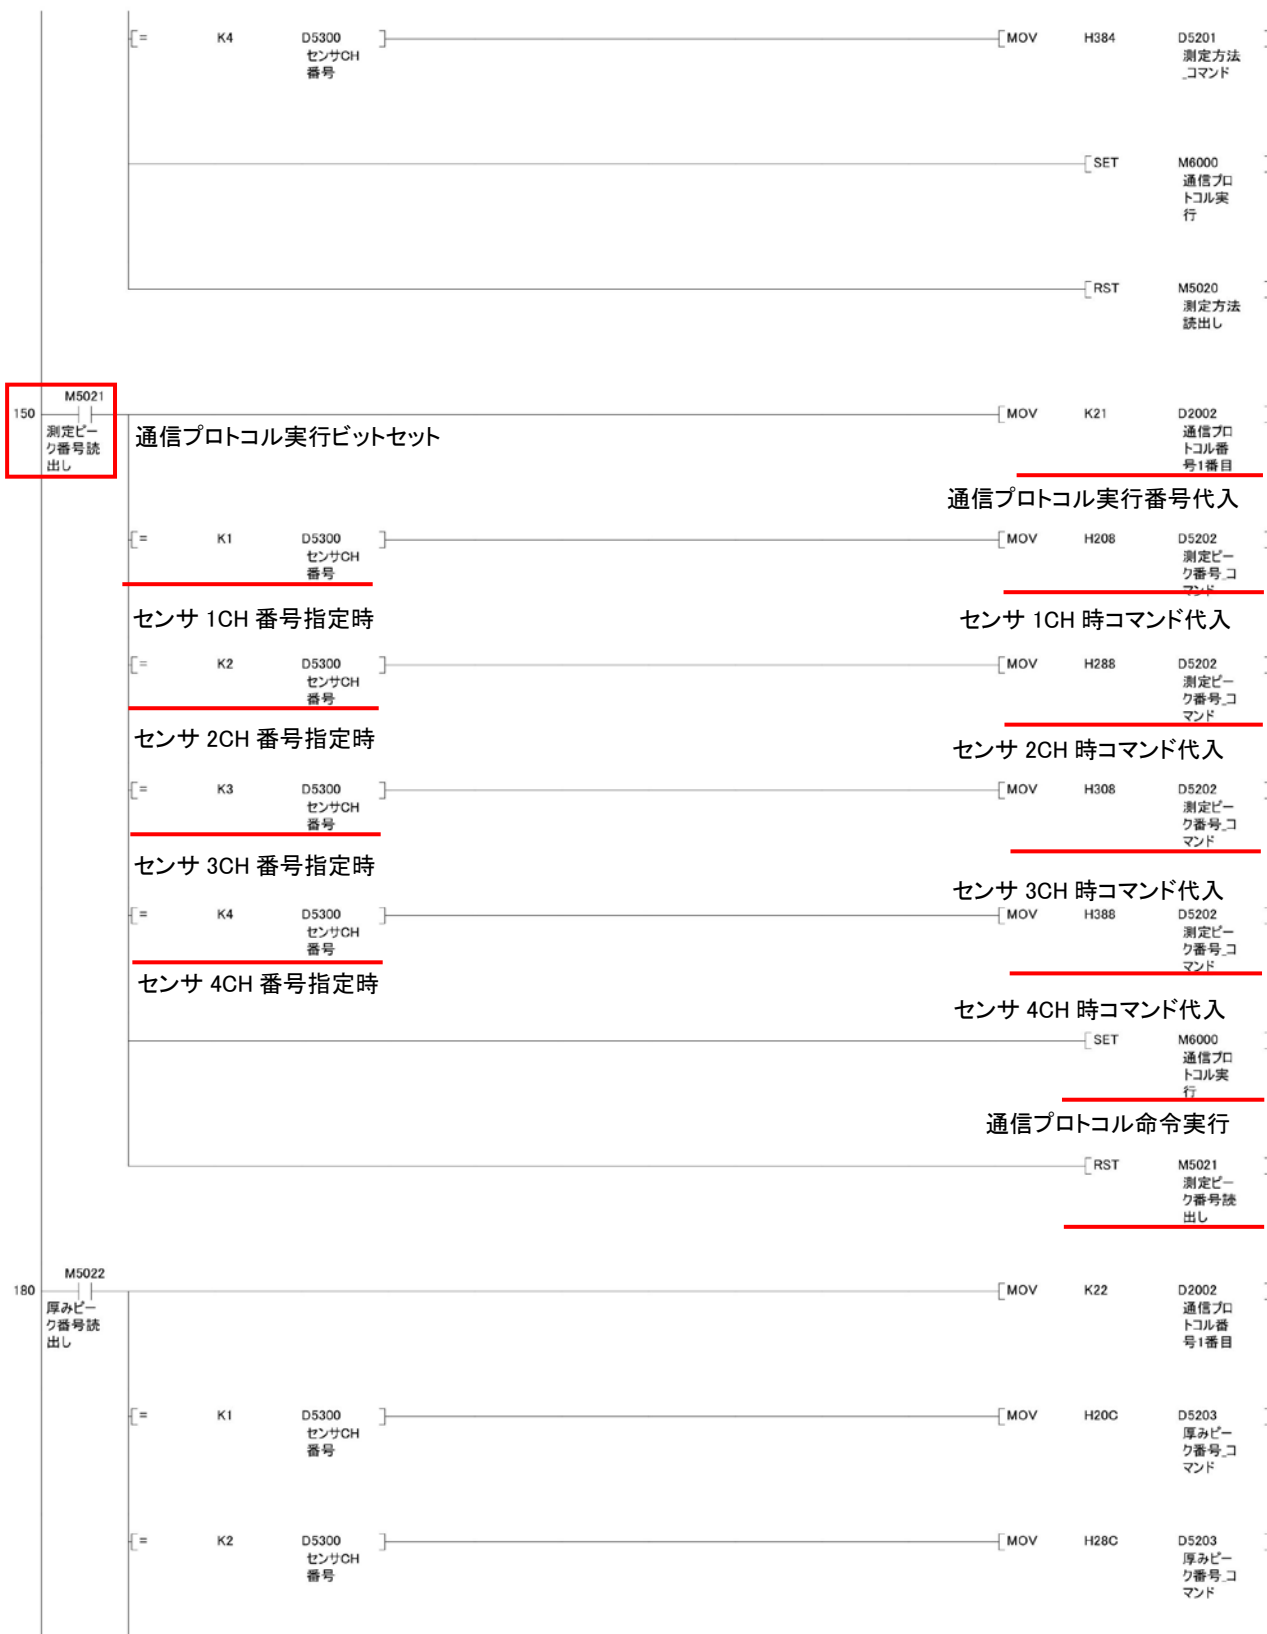 [= K4 D5300 ] [MOV H384 D5201 ]
センサCH 測定方法
番号 _コマンド
[SET M6000 ]
通信プロ
トコル実
行
[RST M5020 ]
測定方法
読出し
M5021
150 [MOV K21 D2002 ]
測定ピー 通信プロトコル実行ビットセット 通信プロ
ク番号読 トコル番
出し 号1番目
通信プロトコル実行番号代入
[= K1 D5300 ] [MOV H208 D5202 ]
センサCH 測定ピー
番号 ク番号_コ
マンド
センサ 1CH 番号指定時 センサ 1CH 時コマンド代入
[= K2 D5300 ] [MOV H288 D5202 ]
センサCH 測定ピー
番号 ク番号_コ
マンド
センサ 2CH 番号指定時 センサ 2CH 時コマンド代入
[= K3 D5300 ] [MOV H308 D5202 ]
センサCH 測定ピー
番号 ク番号_コ
マンド
センサ 3CH 番号指定時 センサ 3CH 時コマンド代入
[= K4 D5300 ] [MOV H388 D5202 ]
センサCH 測定ピー
番号 ク番号_コ
マンド
センサ 4CH 番号指定時 センサ 4CH 時コマンド代入
[SET M6000 ]
通信プロ
トコル実
行
通信プロトコル命令実行
[RST M5021 ]
測定ピー
ク番号読
出し
M5022
180 [MOV K22 D2002 ]
厚みピー 通信プロ
ク番号読 トコル番
出し 号1番目
[= K1 D5300 ] [MOV H20C D5203 ]
センサCH 厚みピー
番号 ク番号_コ
マンド
[= K2 D5300 ] [MOV H28C D5203 ]
センサCH 厚みピー
番号 ク番号_コ
マンド